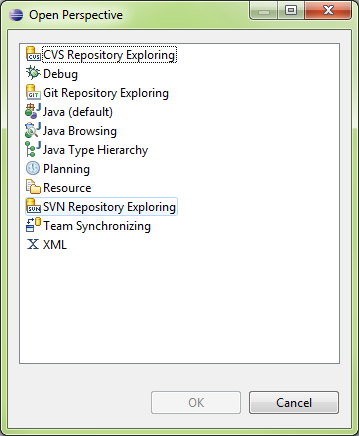 Open Perspective
CVS Repository Exploring
Debug
Git Repository Exploring
Java (default)
Java Browsing
Java Type Hierarchy
Planning
Resource
SVN Repository Exploring
Team Synchronizing
XML
OK
Cancel